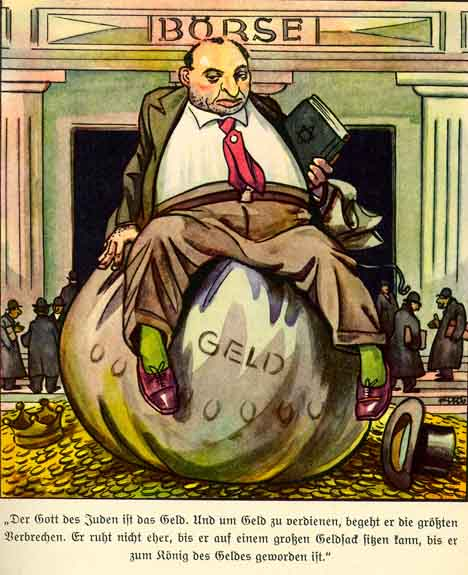 BÖRSE
GELD
„Der Gott des Juden ist das Geld. Und um Geld zu verdienen, begeht er die größten
Verbrechen. Er ruht nicht eher, bis er auf einem großen Geldsack sitzen kann, bis er
zum König des Geldes geworden ist.“